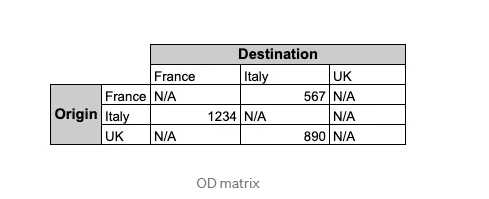 Destination
France Italy UK
France N/A 567 N/A
Origin Italy 1234 N/A N/A
UK N/A 890 N/A
OD matrix